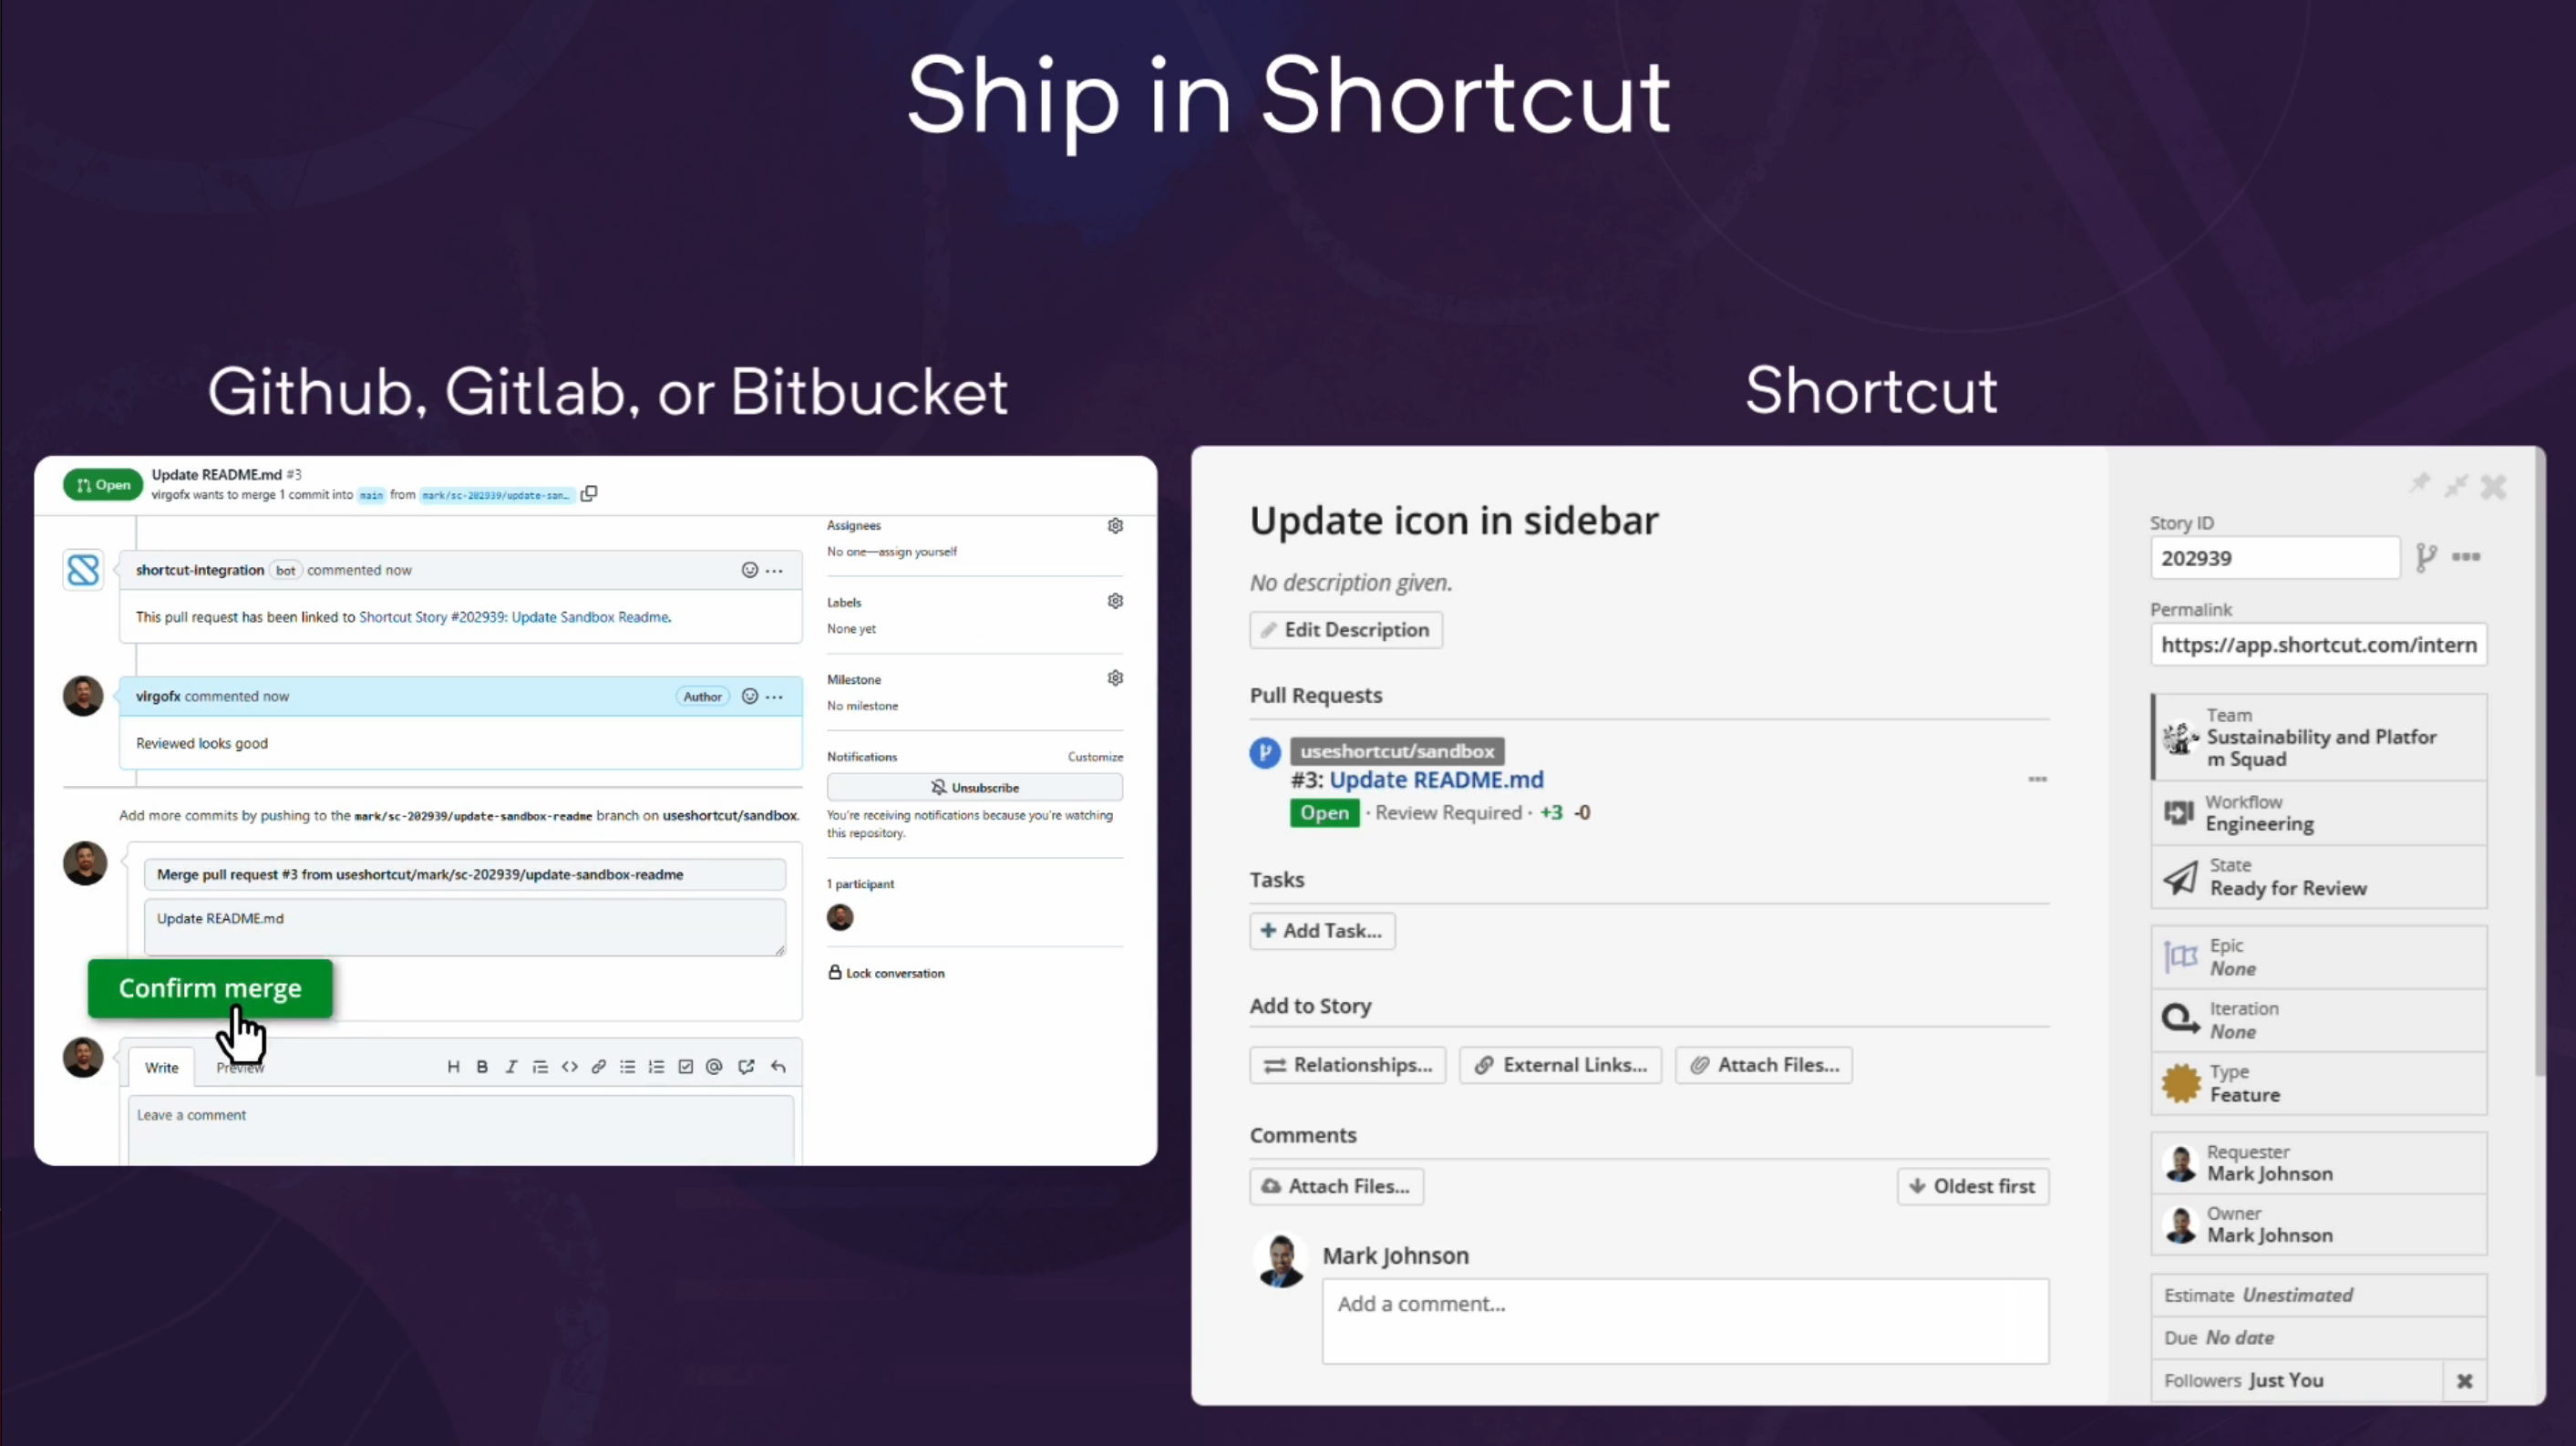 Ship in Shortcut
Github, Gitlab, or Bitbucket
Open
Update README.md #3
virgofx wants to merge 1 commit into main from mark/sc-202939/update-san…
shortcut-integration bot commented now
This pull request has been linked to Shortcut Story #202939: Update Sandbox Readme.
virgofx commented now
Author
Reviewed looks good
Add more commits by pushing to the mark/sc-202939/update-sandbox-readme branch on useshortcut/sandbox.
Merge pull request #3 from useshortcut/mark/sc-202939/update-sandbox-readme
Update README.md
Confirm merge
Write
Preview
Leave a comment
Assignees
No one—assign yourself
Labels
None yet
Milestone
No milestone
Notifications
Customize
Unsubscribe
You're receiving notifications because you're watching
this repository.
1 participant
Lock conversation
Shortcut
Update icon in sidebar
No description given.
Edit Description
Pull Requests
useshortcut/sandbox
#3: Update README.md
Open · Review Required · +3 -0
Tasks
+ Add Task...
Add to Story
Relationships...
External Links...
Attach Files...
Comments
Attach Files...
Oldest first
Mark Johnson
Add a comment...
Story ID
202939
Permalink
https://app.shortcut.com/intern
Team
Sustainability and Platfor
m Squad
Workflow
Engineering
State
Ready for Review
Epic
None
Iteration
None
Type
Feature
Requester
Mark Johnson
Owner
Mark Johnson
Estimate Unestimated
Due No date
Followers Just You